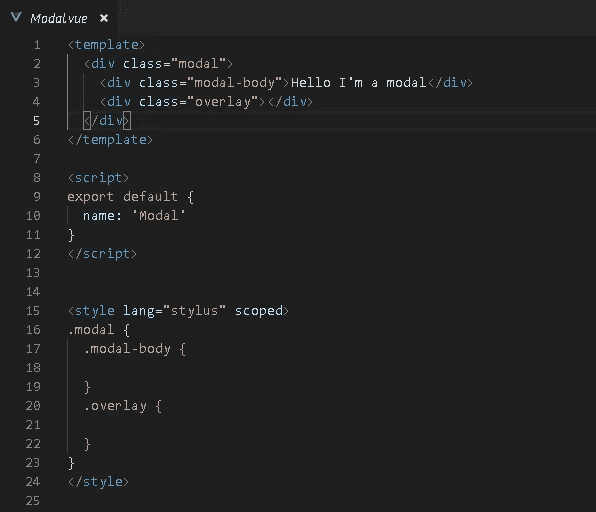 Modal.vue ×
1 <template>
2   <div class="modal">
3     <div class="modal-body">Hello I'm a modal</div>
4     <div class="overlay"></div>
5   </div>
6 </template>
7
8 <script>
9 export default {
10   name: 'Modal'
11 }
12 </script>
13
14
15 <style lang="stylus" scoped>
16 .modal {
17   .modal-body {
18
19   }
20   .overlay {
21
22   }
23 }
24 </style>
25